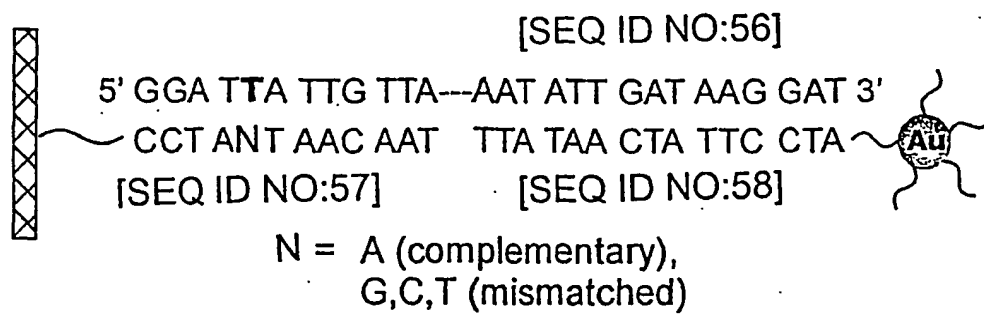 [SEQ ID NO:56]
5' GGA TTA TTG TTA---AAT ATT GAT AAG GAT 3'
CCT ANT AAC AAT TTA TAA CTA TTC CTA
Au
[SEQ ID NO:57] [SEQ ID NO:58]
N = A (complementary),
G,C,T (mismatched)